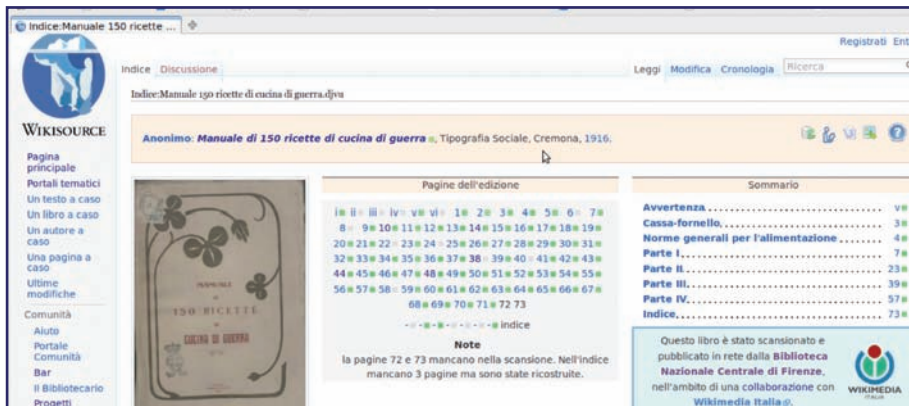 Indice:Manuale 150 ricette ...
Registrati Ent
Indice Discussione
Leggi Modifica Cronologia Ricerca
Indice:Manuale 150 ricette di cucina di guerra.djvu
WIKISOURCE
Anonimo: Manuale di 150 ricette di cucina di guerra, Tipografia Sociale, Cremona, 1916.
Pagina
principale
Portali tematici
Un testo a caso
Un libro a caso
Un autore a
caso
Una pagina a
caso
Ultime
modifiche
Comunità
Aiuto
Portale
Comunità
Bar
Il Bibliotecario
Progetti
MANUALE
DI
150 RICETTE
DI
CUCINA DI GUERRA
Pagine dell'edizione
i ii iii iv v vi 1 2 3 4 5 6 7
8 9 10 11 12 13 14 15 16 17 18 19
20 21 22 23 24 25 26 27 28 29 30 31
32 33 34 35 36 37 38 39 40 41 42 43
44 45 46 47 48 49 50 51 52 53 54 55
56 57 58 59 60 61 62 63 64 65 66 67
68 69 70 71 72 73
- - - - - - indice
Note
la pagine 72 e 73 mancano nella scansione. Nell'indice
mancano 3 pagine ma sono state ricostruite.
Sommario
Avvertenza ........ v
Cassa-fornello ........ 3
Norme generali per l'alimentazione ........ 4
Parte I ........ 7
Parte II ........ 23
Parte III ........ 39
Parte IV ........ 57
Indice ........ 73
Questo libro è stato scansionato e
pubblicato in rete dalla Biblioteca
Nazionale Centrale di Firenze,
nell'ambito di una collaborazione con
Wikimedia Italia.
WIKIMEDIA
ITALIA